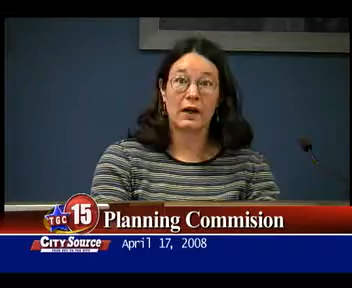 TGC 15
Planning Commision
CITY SOURCE
April 17, 2008